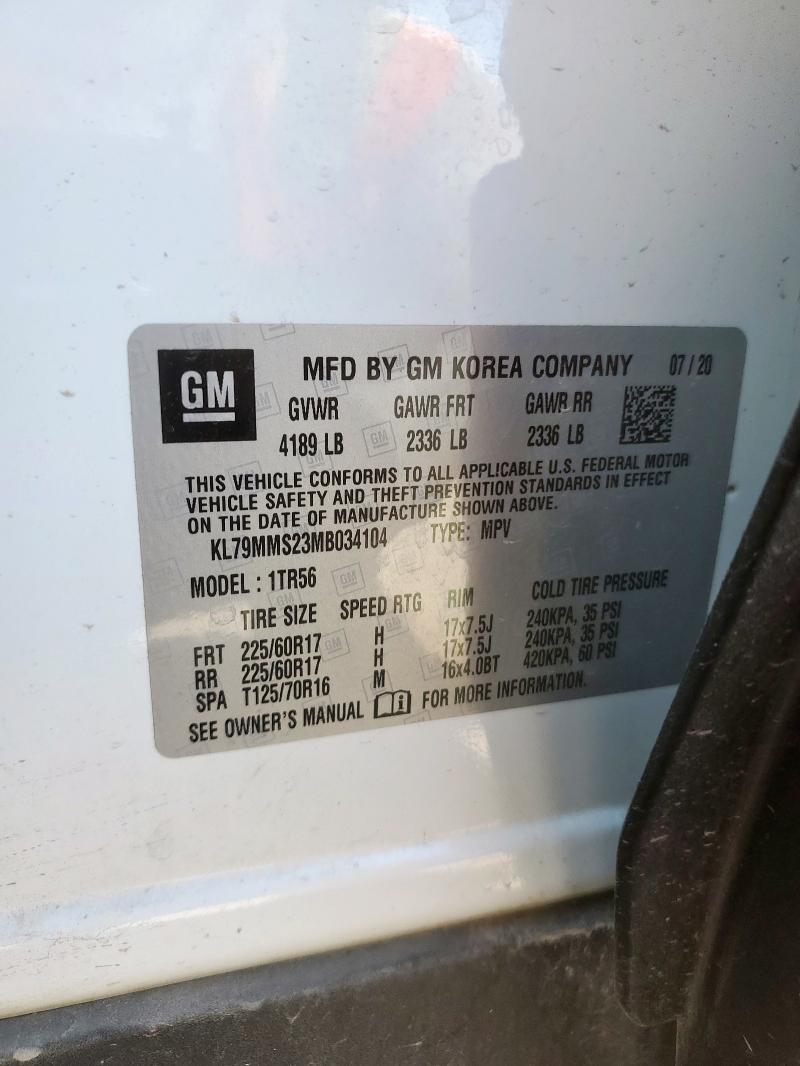 GM
MFD BY GM KOREA COMPANY 07/20
GVWR GAWR FRT GAWR RR
4189 LB 2336 LB 2336 LB
THIS VEHICLE CONFORMS TO ALL APPLICABLE U.S. FEDERAL MOTOR
VEHICLE SAFETY AND THEFT PREVENTION STANDARDS IN EFFECT
ON THE DATE OF MANUFACTURE SHOWN ABOVE.
KL79MMS23MB034104 TYPE: MPV
MODEL : 1TR56
TIRE SIZE SPEED RTG RIM COLD TIRE PRESSURE
FRT 225/60R17 H 17x7.5J 240KPA, 35 PSI
RR 225/60R17 H 17x7.5J 240KPA, 35 PSI
SPA T125/70R16 M 16x4.0BT 420KPA, 60 PSI
SEE OWNER'S MANUAL FOR MORE INFORMATION.